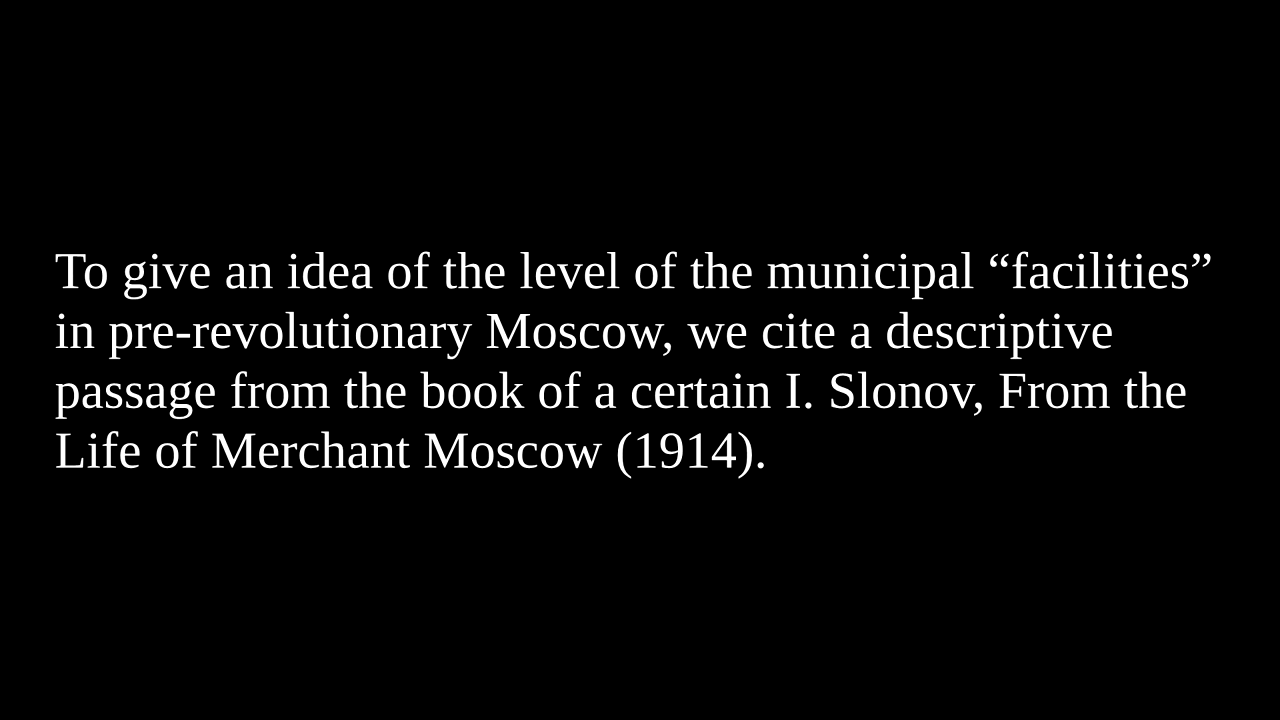 To give an idea of the level of the municipal “facilities”
in pre-revolutionary Moscow, we cite a descriptive
passage from the book of a certain I. Slonov, From the
Life of Merchant Moscow (1914).